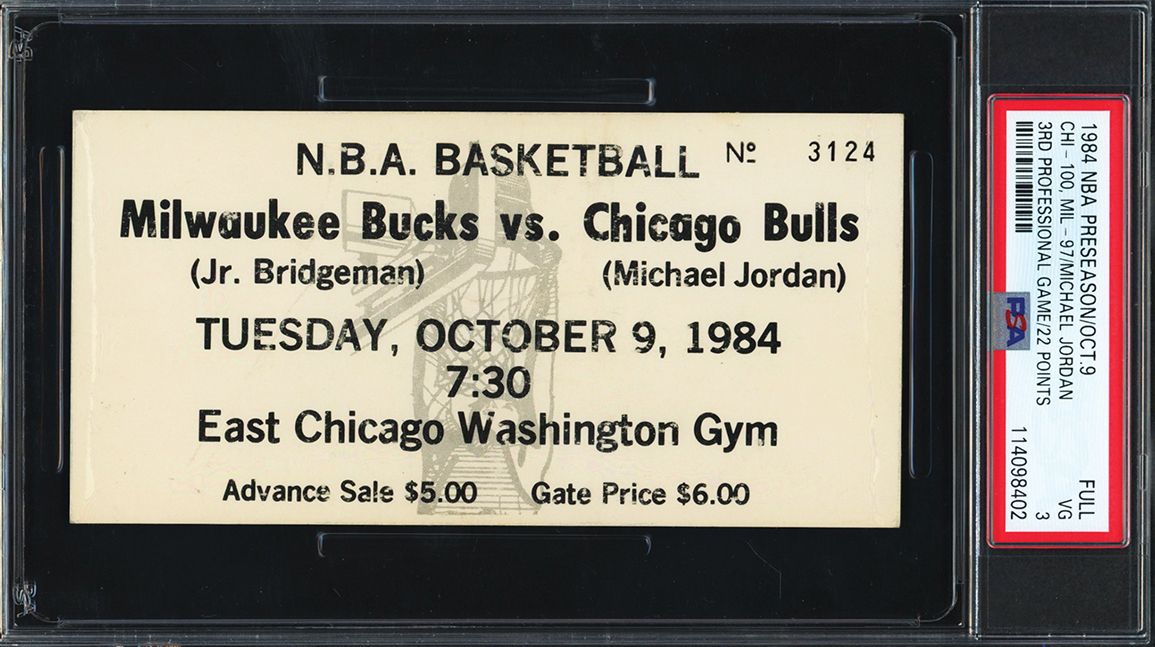 N.B.A. BASKETBALL Nº 3124
Milwaukee Bucks vs. Chicago Bulls
(Jr. Bridgeman) (Michael Jordan)
TUESDAY, OCTOBER 9, 1984
7:30
East Chicago Washington Gym
Advance Sale $5.00 Gate Price $6.00
1984 NBA PRESEASON/OCT.9 FULL
CHI - 100, MIL - 97/MICHAEL JORDAN VG
3RD PROFESSIONAL GAME/22 POINTS 3
114098402
PSA